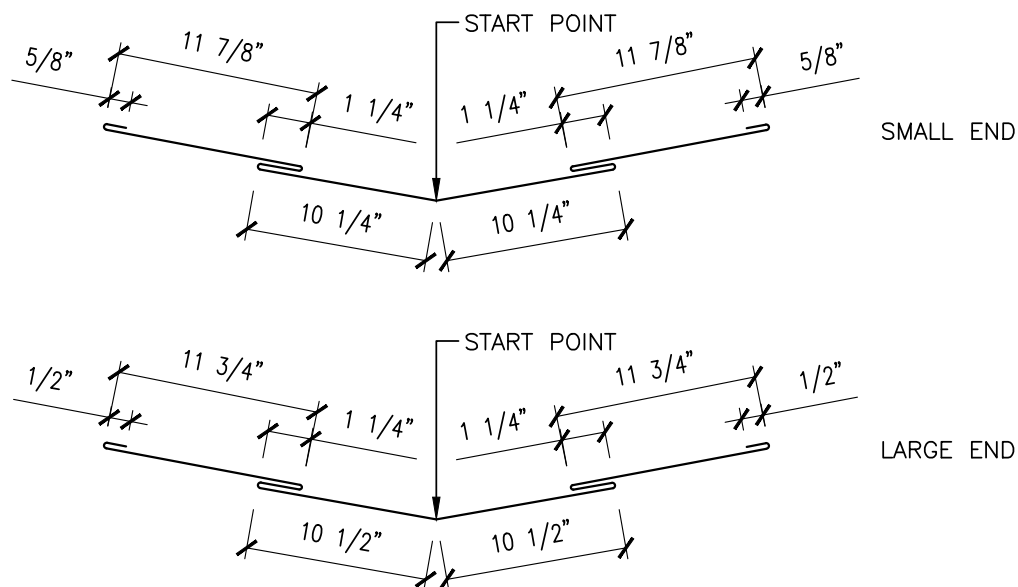 START POINT
5/8" 11 7/8" 11 7/8" 5/8"
1 1/4" 1 1/4"
SMALL END
10 1/4" 10 1/4"
START POINT
1/2" 11 3/4" 11 3/4" 1/2"
1 1/4" 1 1/4"
LARGE END
10 1/2" 10 1/2"